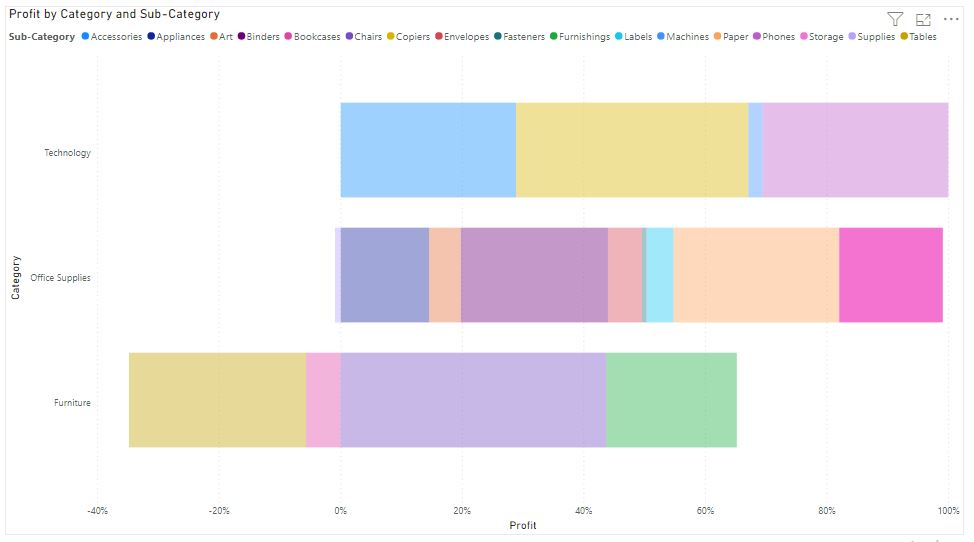 Profit by Category and Sub-Category
Sub-Category Accessories Appliances Art Binders Bookcases Chairs Copiers Envelopes Fasteners Furnishings Labels Machines Paper Phones Storage Supplies Tables
Technology
Office Supplies
Furniture
Category
-40% -20% 0% 20% 40% 60% 80% 100%
Profit